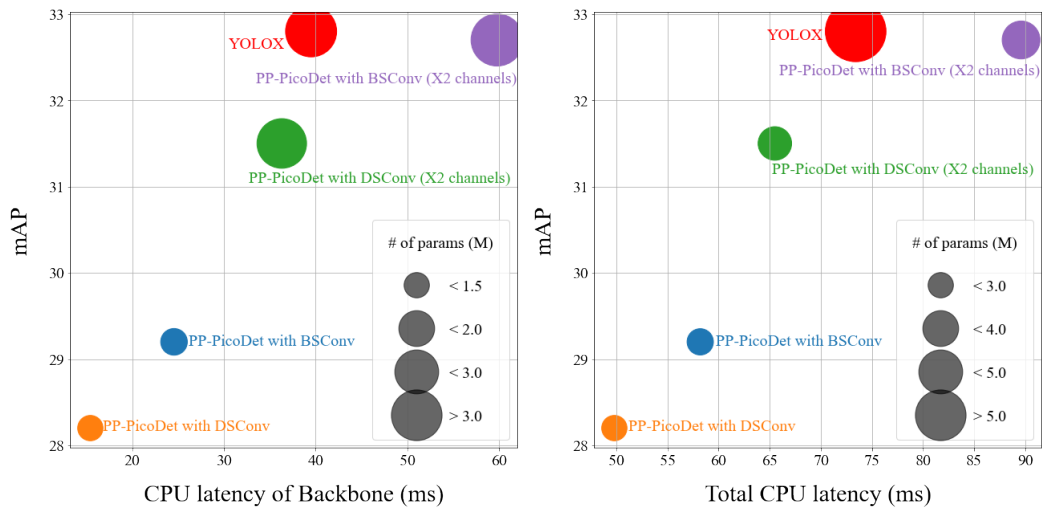 33
32
31
30
29
28
mAP
YOLOX
PP-PicoDet with BSConv (X2 channels)
PP-PicoDet with DSConv (X2 channels)
PP-PicoDet with BSConv
PP-PicoDet with DSConv
# of params (M)
< 1.5
< 2.0
< 3.0
> 3.0
20 30 40 50 60
CPU latency of Backbone (ms)
33
32
31
30
29
28
mAP
YOLOX
PP-PicoDet with BSConv (X2 channels)
PP-PicoDet with DSConv (X2 channels)
PP-PicoDet with BSConv
PP-PicoDet with DSConv
# of params (M)
< 3.0
< 4.0
< 5.0
> 5.0
50 55 60 65 70 75 80 85 90
Total CPU latency (ms)